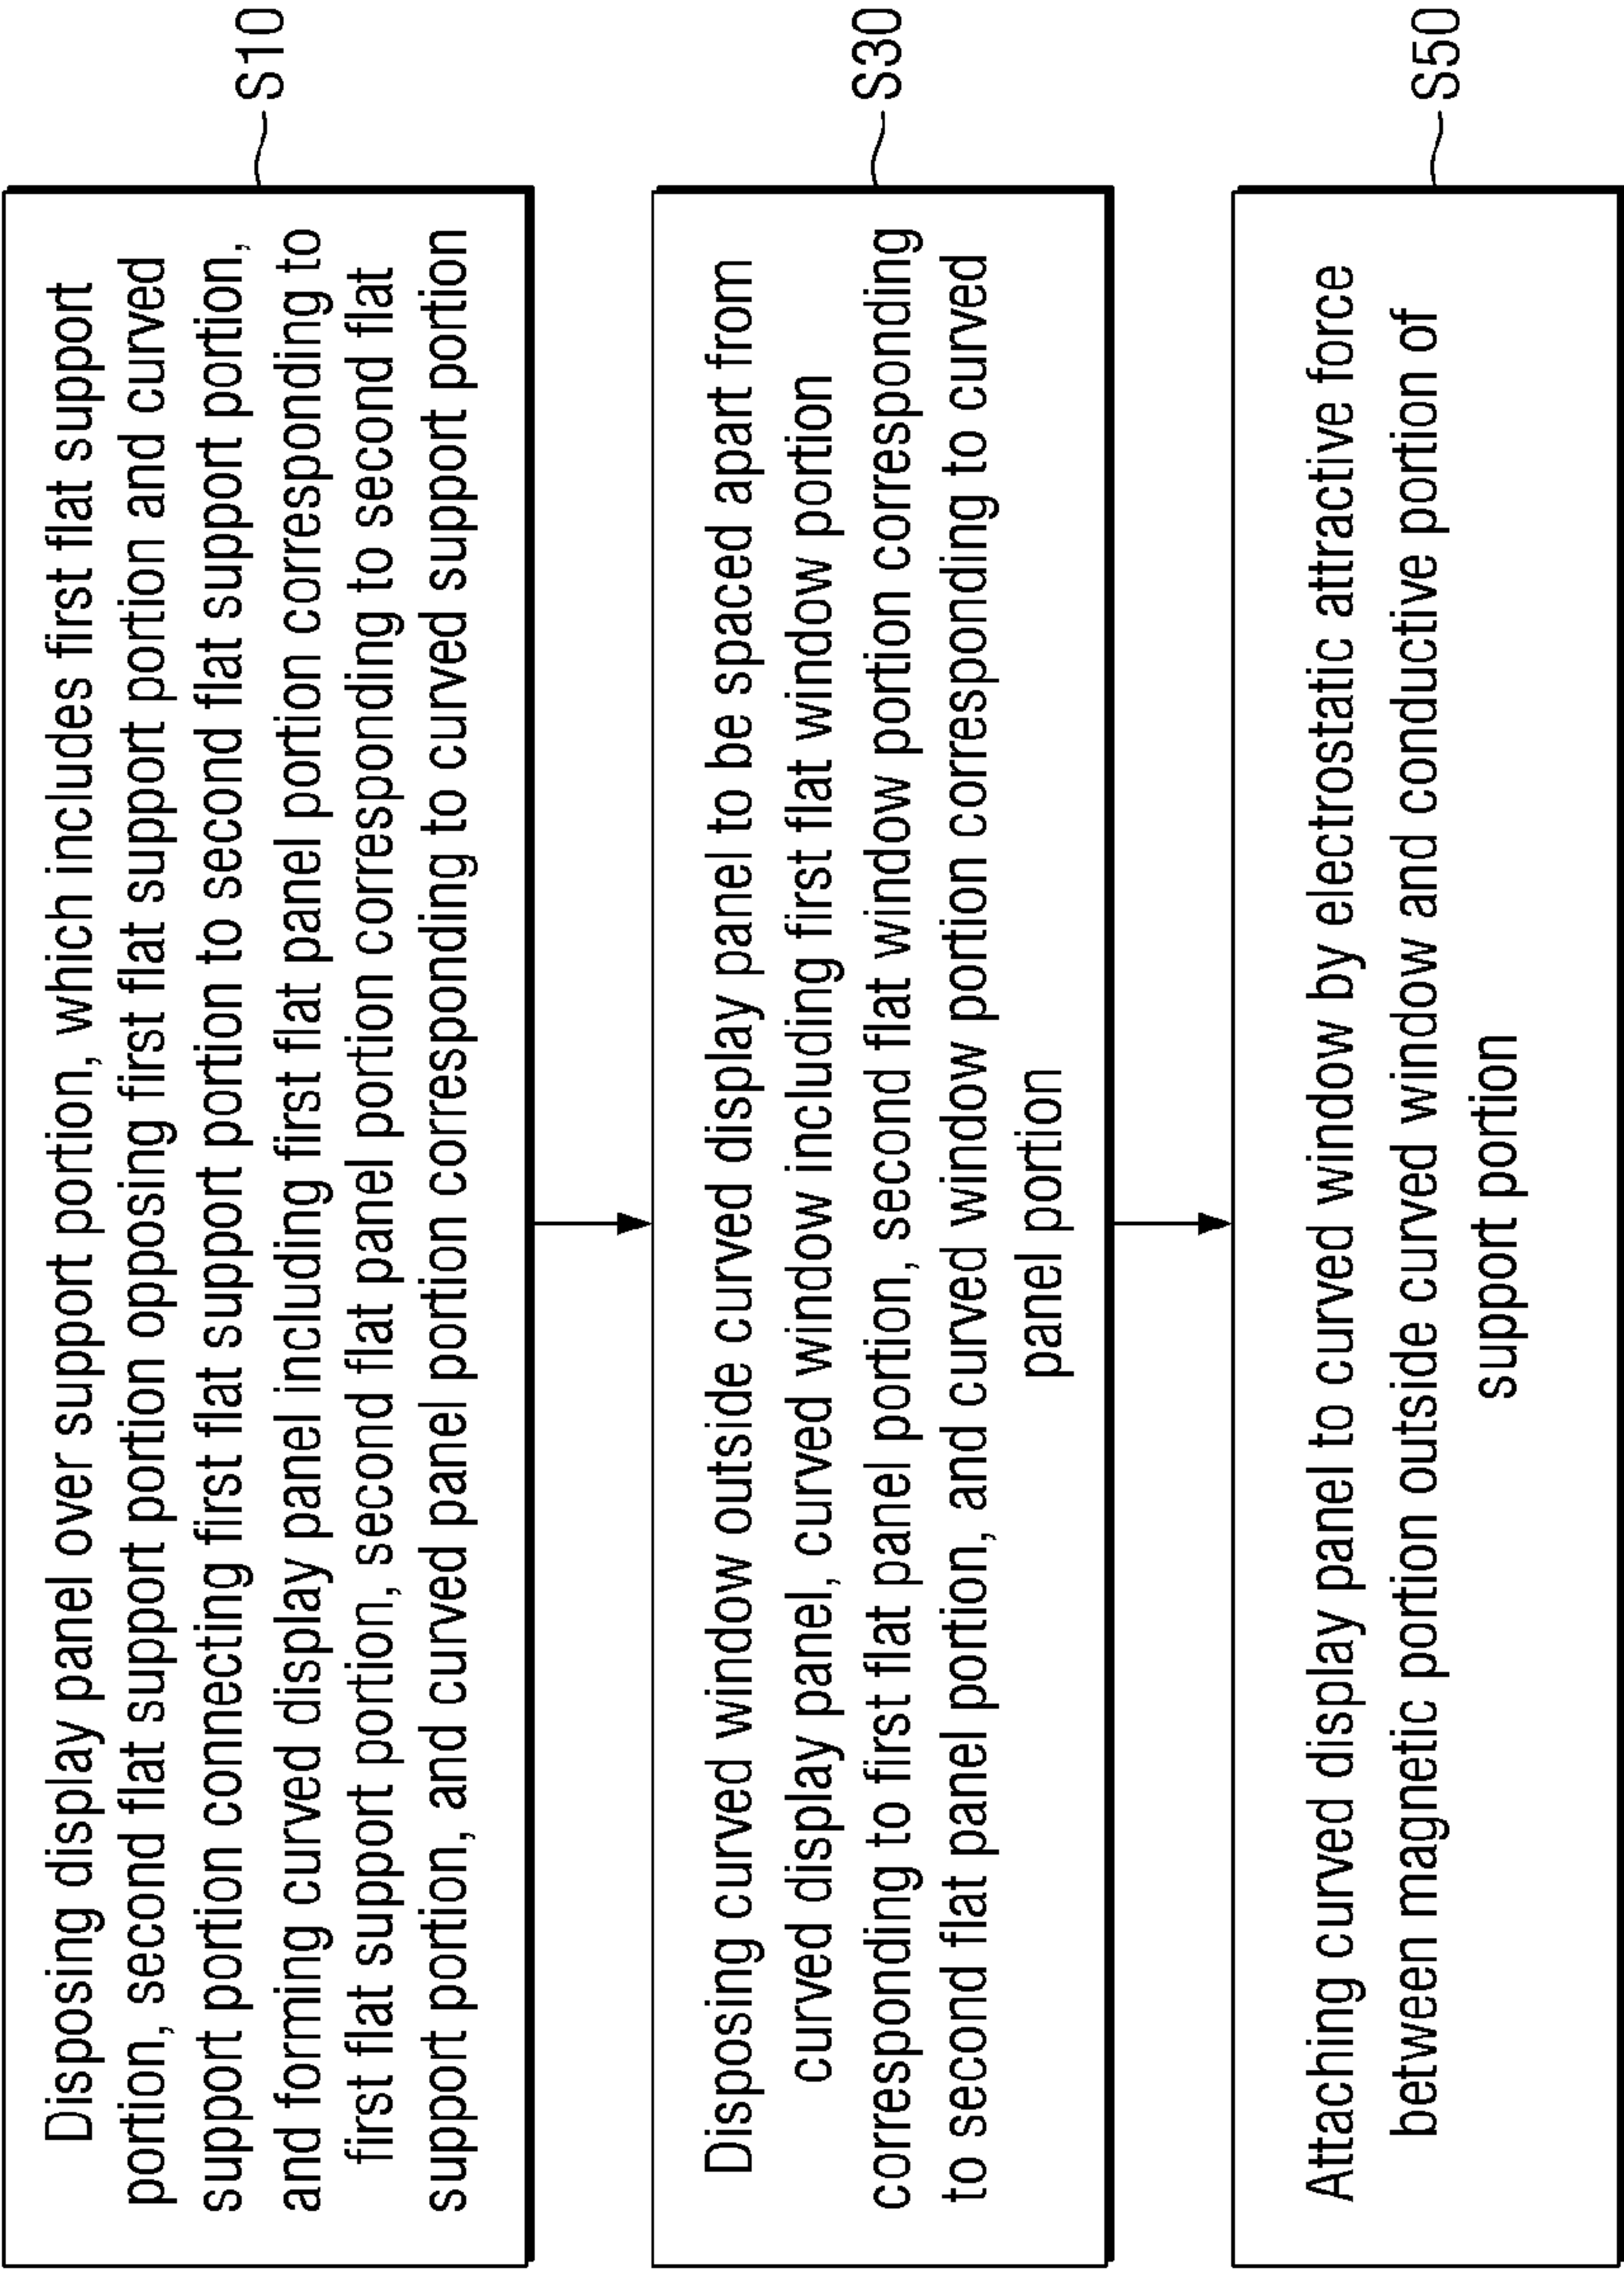 Disposing display panel over support portion, which includes first flat support
portion, second flat support portion opposing first flat support portion and curved
support portion connecting first flat support portion to second flat support portion,
and forming curved display panel including first flat panel portion corresponding to
first flat support portion, second flat panel portion corresponding to second flat
support portion, and curved panel portion corresponding to curved support portion
S10
Disposing curved window outside curved display panel to be spaced apart from
curved display panel, curved window including first flat window portion
corresponding to first flat panel portion, second flat window portion corresponding
to second flat panel portion, and curved window portion corresponding to curved
panel portion
S30
Attaching curved display panel to curved window by electrostatic attractive force
between magnetic portion outside curved window and conductive portion of
support portion
S50